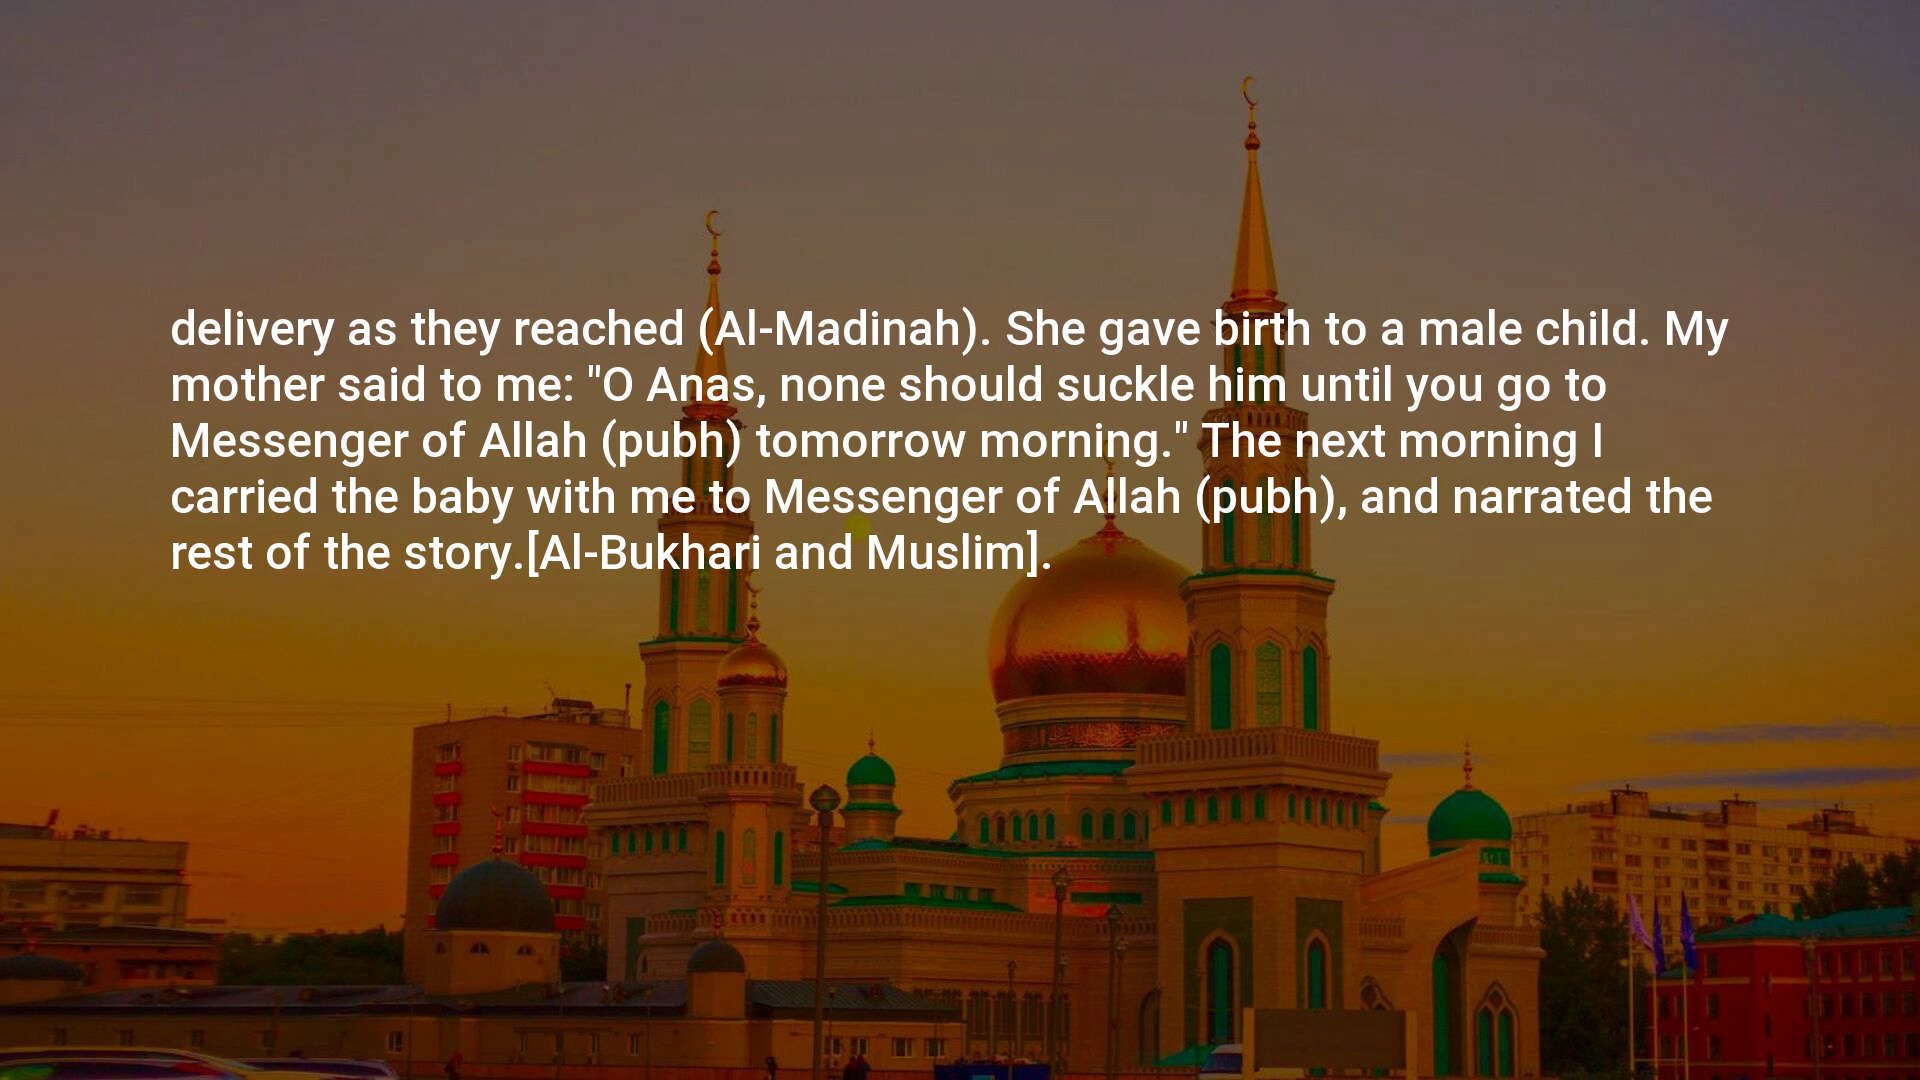 delivery as they reached (Al-Madinah). She gave birth to a male child. My
mother said to me: "O Anas, none should suckle him until you go to
Messenger of Allah (pubh) tomorrow morning." The next morning I
carried the baby with me to Messenger of Allah (pubh), and narrated the
rest of the story.[Al-Bukhari and Muslim].